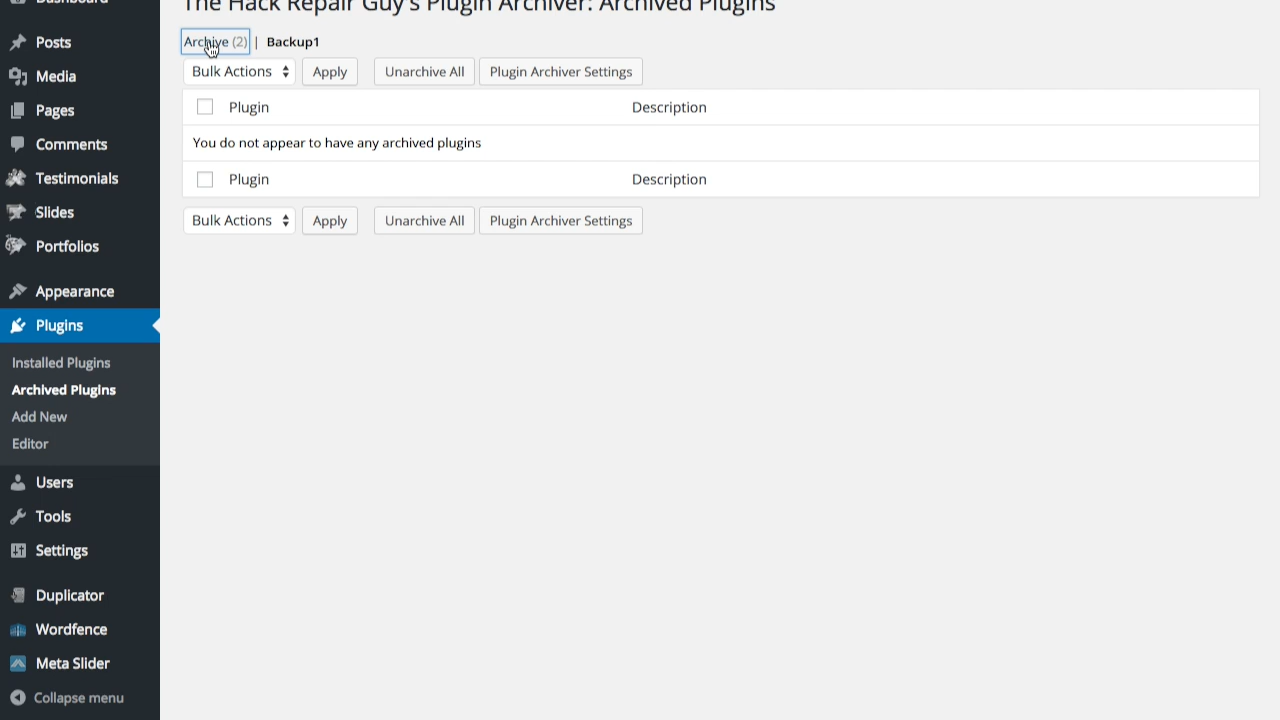 Dashboard
Posts
Media
Pages
Comments
Testimonials
Slides
Portfolios
Appearance
Plugins
Installed Plugins
Archived Plugins
Add New
Editor
Users
Tools
Settings
Duplicator
Wordfence
Meta Slider
Collapse menu
The Hack Repair Guy's Plugin Archiver: Archived Plugins
Archive (2) | Backup1
Bulk Actions Apply Unarchive All Plugin Archiver Settings
Plugin Description
You do not appear to have any archived plugins
Plugin Description
Bulk Actions Apply Unarchive All Plugin Archiver Settings